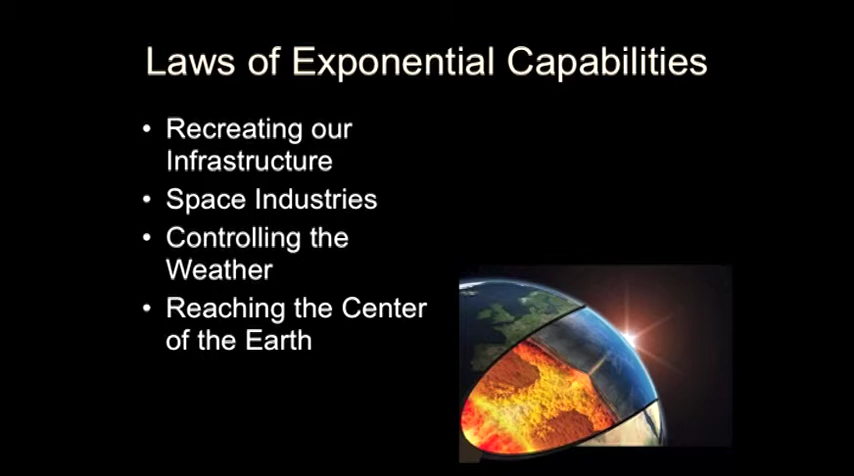 Laws of Exponential Capabilities
• Recreating our
Infrastructure
• Space Industries
• Controlling the
Weather
• Reaching the Center
of the Earth